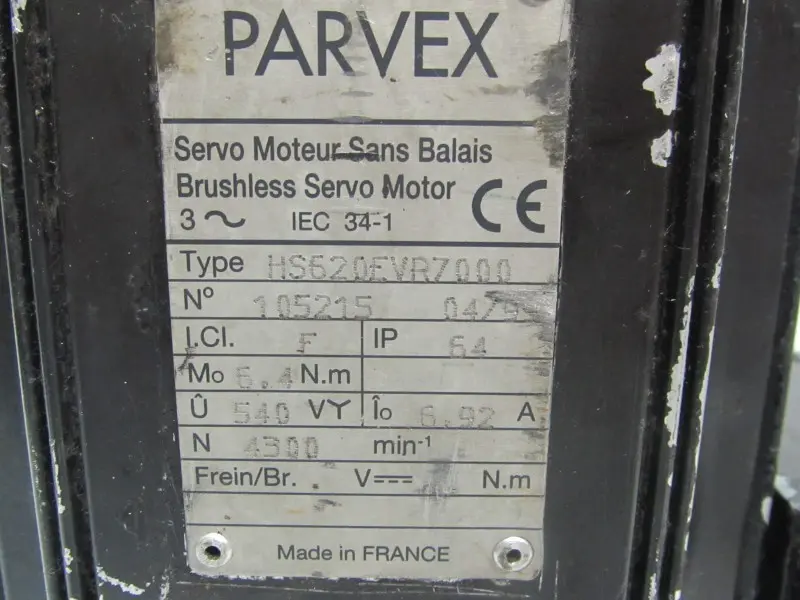 PARVEX
Servo Moteur Sans Balais
Brushless Servo Motor
3 ~ IEC 34-1
CE
Type HS620EVR7000
N° 105215
I.Cl. F IP 64
Mo 6.4 N.m
Û 540 V Y Îo 6.92 A
N 4300 min-1
Frein/Br. V N.m
Made in FRANCE